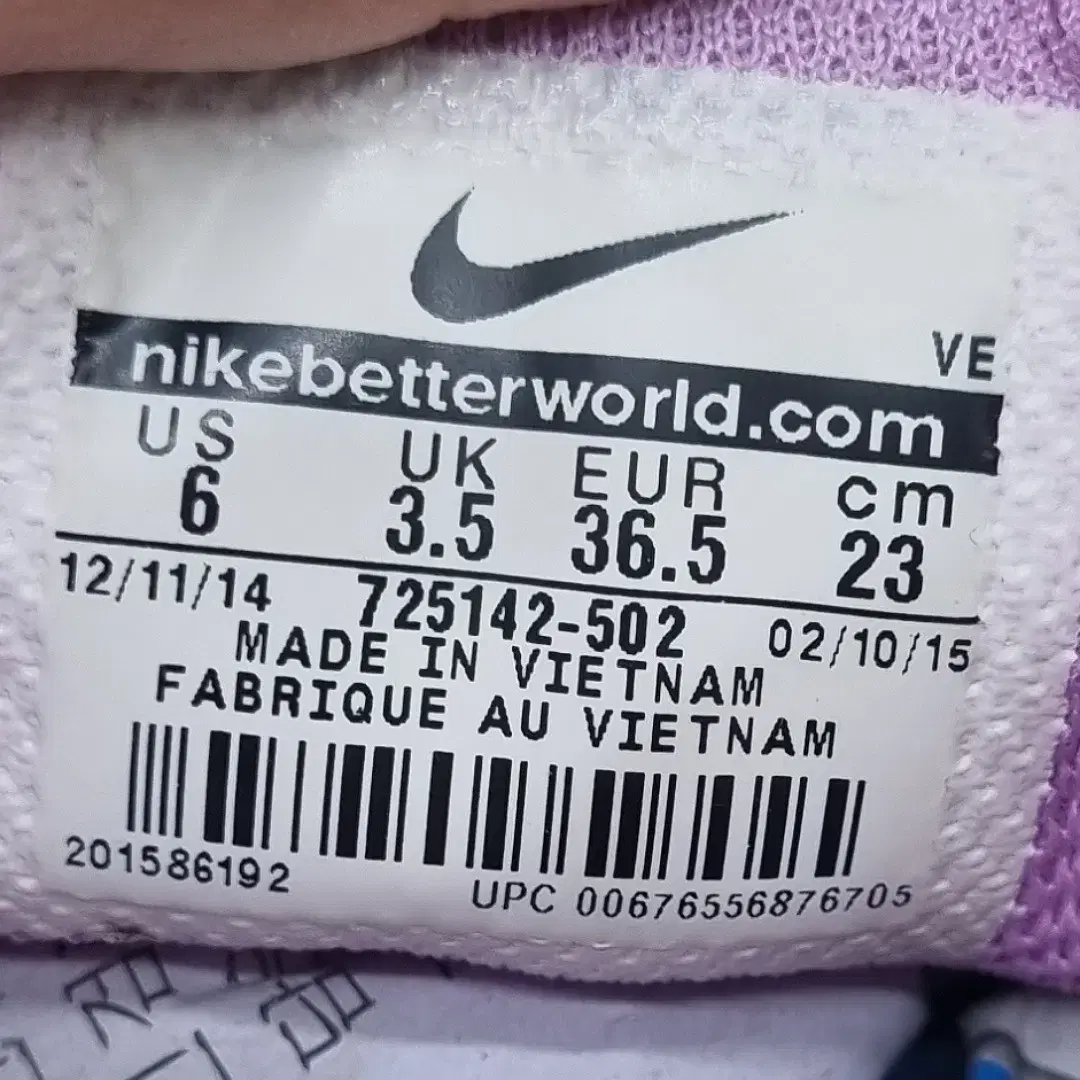 VE
nikebetterworld.com
US UK EUR cm
6 3.5 36.5 23
12/11/14 725142-502 02/10/15
MADE IN VIETNAM
FABRIQUE AU VIETNAM
201586192 UPC 00676556876705